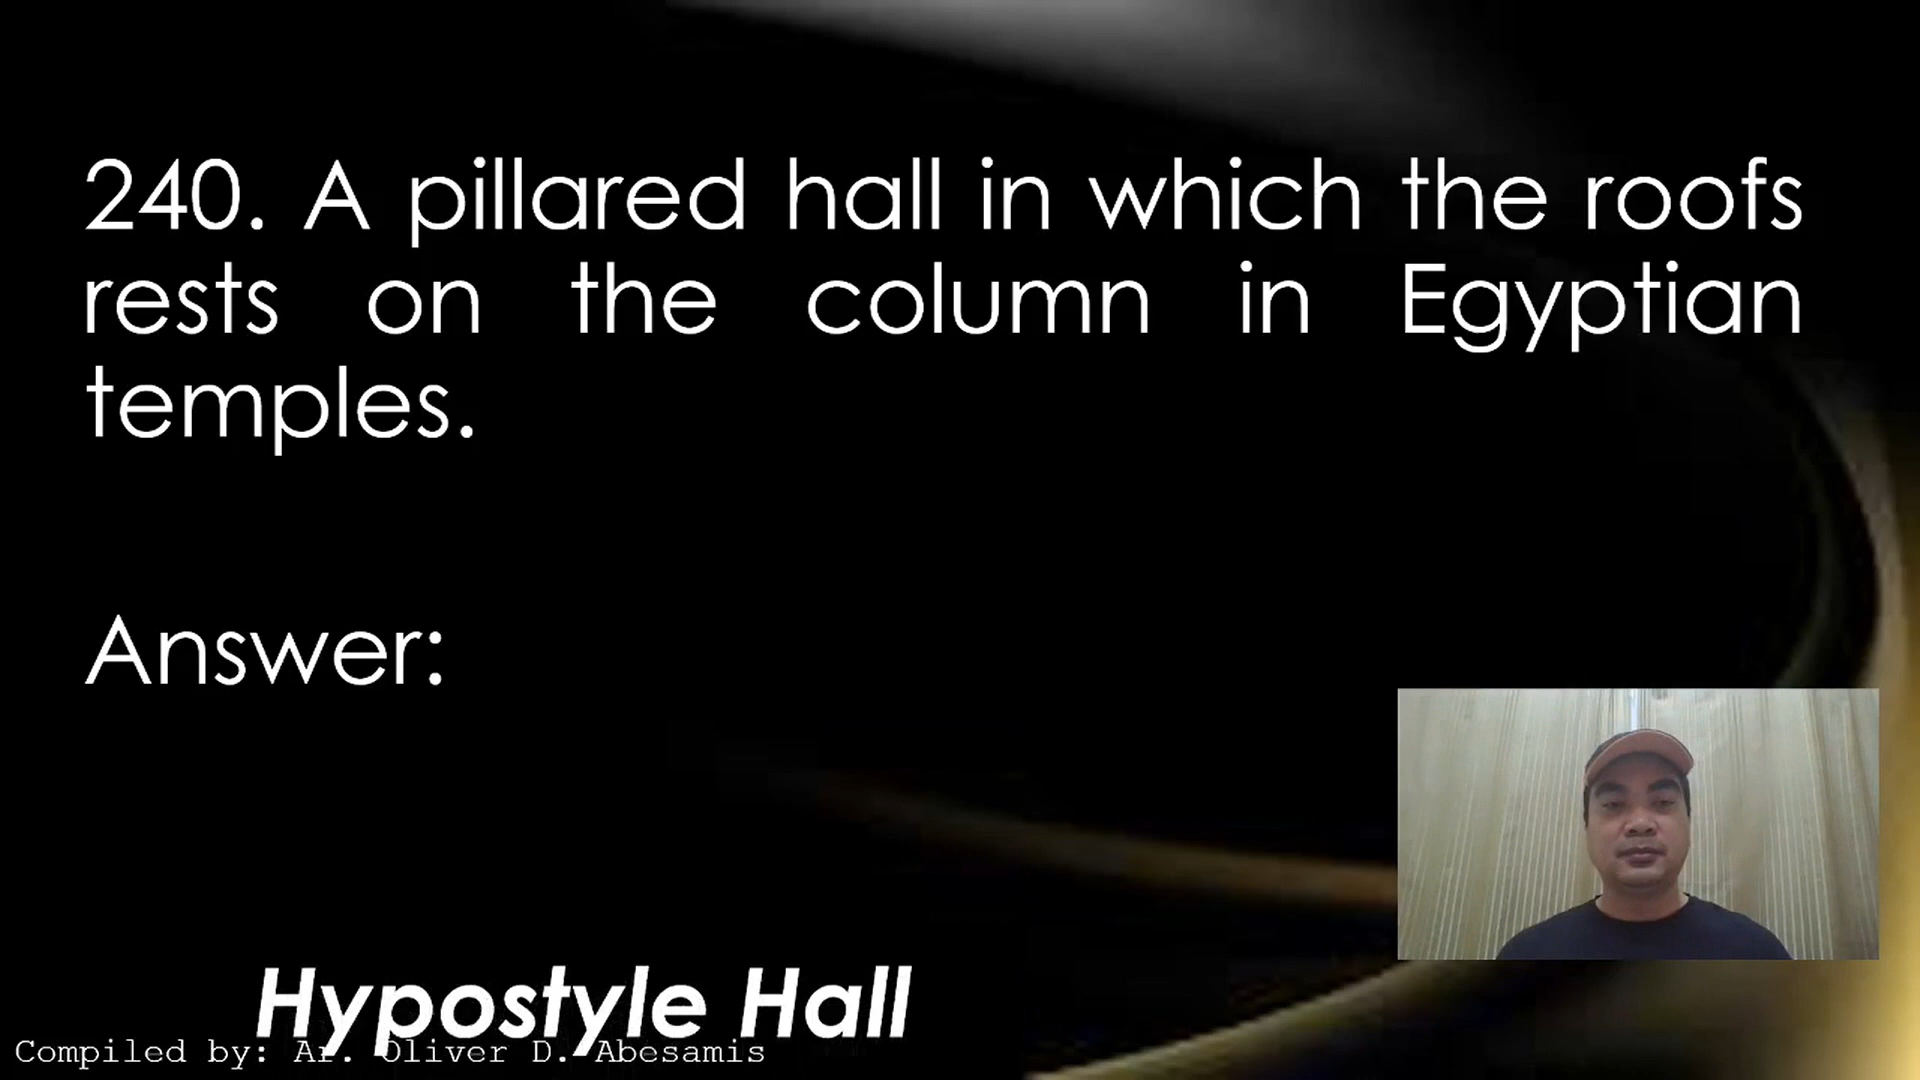 240. A pillared hall in which the roofs
rests on the column in Egyptian
temples.
Answer:
Hypostyle Hall
Compiled by: Ar. Oliver D. Abesamis